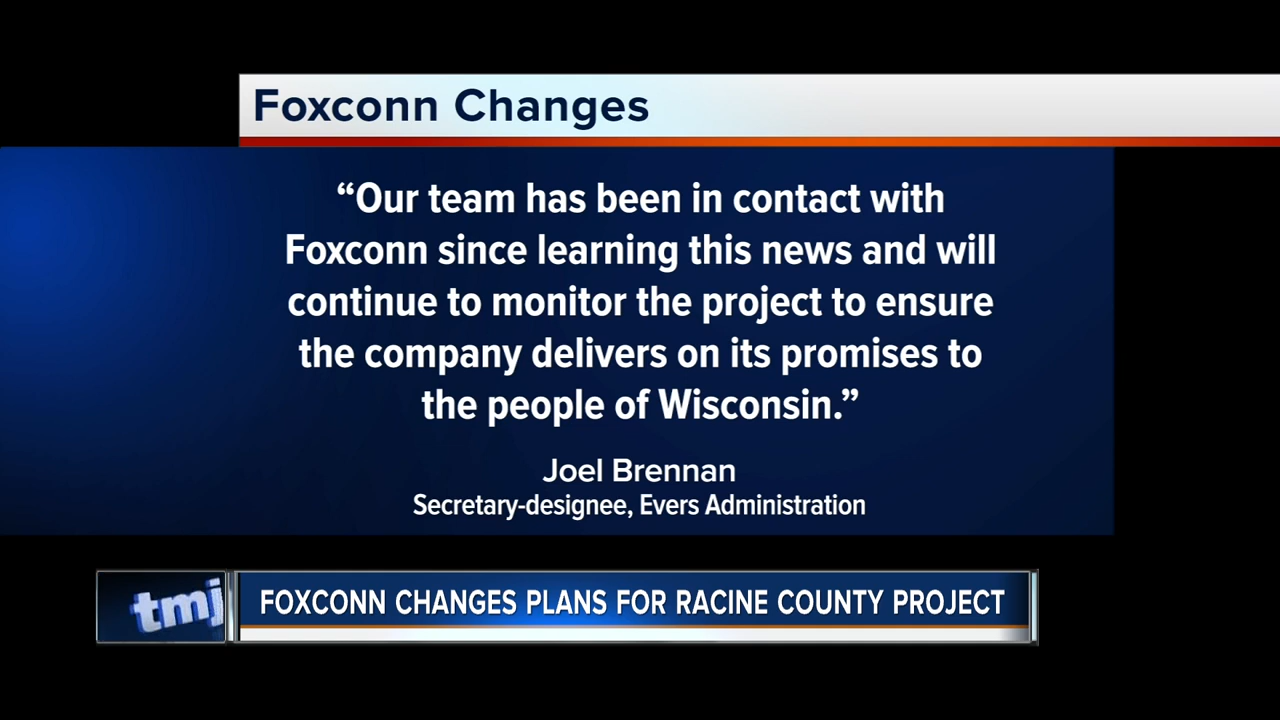 Foxconn Changes
“Our team has been in contact with
Foxconn since learning this news and will
continue to monitor the project to ensure
the company delivers on its promises to
the people of Wisconsin.”
Joel Brennan
Secretary-designee, Evers Administration
tmj
FOXCONN CHANGES PLANS FOR RACINE COUNTY PROJECT